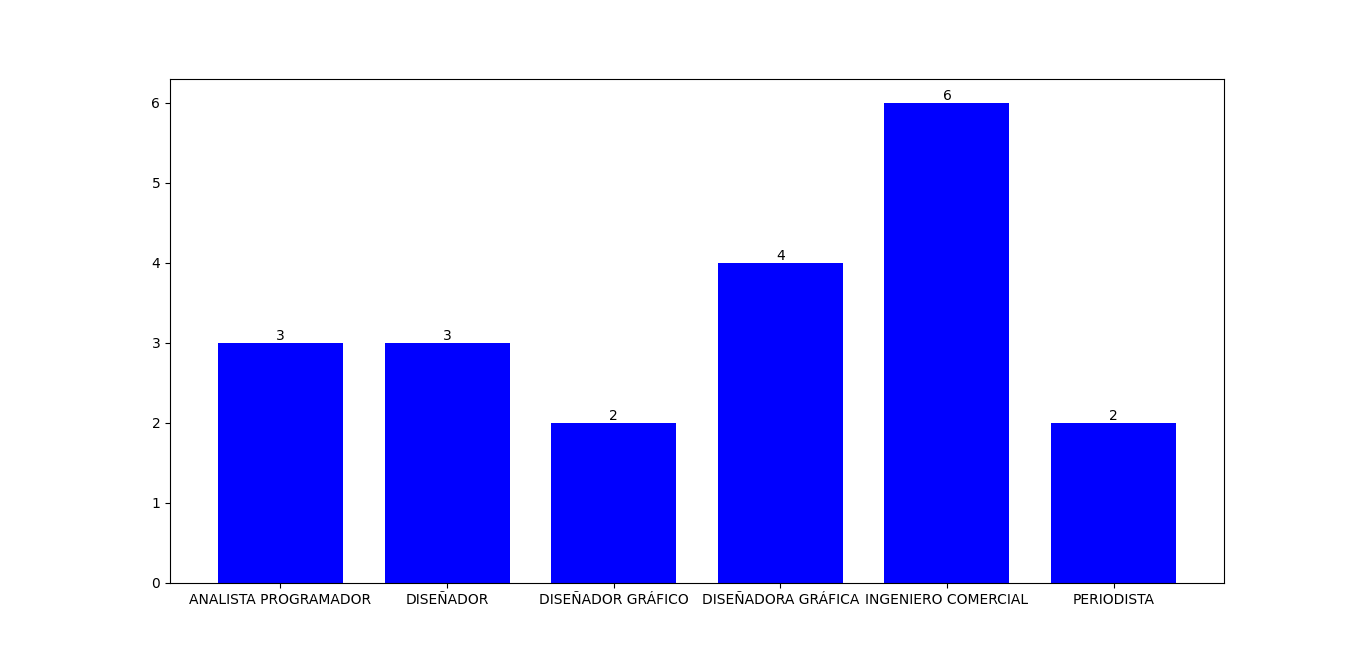 6
5
4
3
2
1
0
3
3
2
4
6
2
ANALISTA PROGRAMADOR
DISEÑADOR
DISEÑADOR GRÁFICO
DISEÑADORA GRÁFICA
INGENIERO COMERCIAL
PERIODISTA